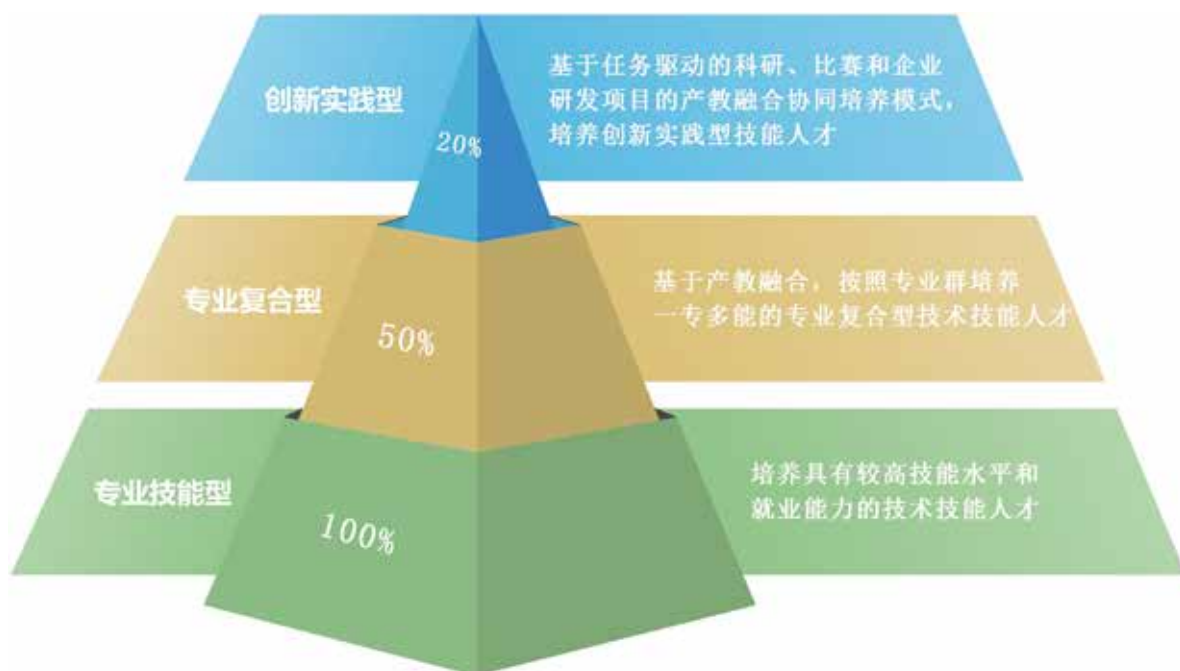 创新实践型
20%
基于任务驱动的科研、比赛和企业
研发项目的产教融合协同培养模式，
培养创新实践型技能人才
专业复合型
50%
基于产教融合，按照专业群培养
一专多能的专业复合型技术技能人才
专业技能型
100%
培养具有较高技能水平和
就业能力的技术技能人才